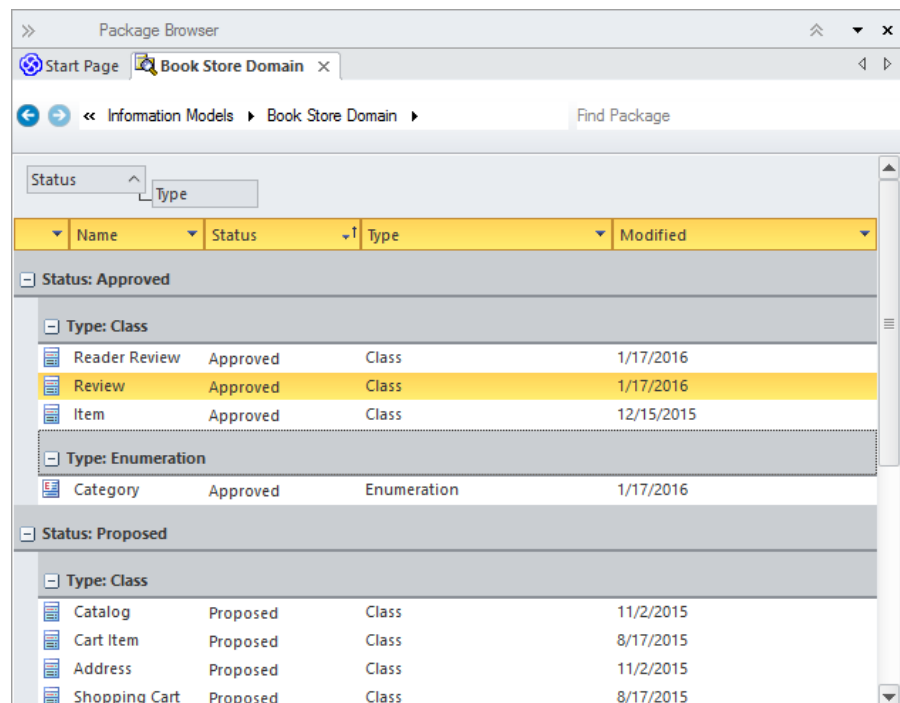 Package Browser
Start Page Book Store Domain
« Information Models Book Store Domain Find Package
Status
Type
Name Status Type Modified
Status: Approved
Type: Class
Reader Review Approved Class 1/17/2016
Review Approved Class 1/17/2016
Item Approved Class 12/15/2015
Type: Enumeration
Category Approved Enumeration 1/17/2016
Status: Proposed
Type: Class
Catalog Proposed Class 11/2/2015
Cart Item Proposed Class 8/17/2015
Address Proposed Class 11/2/2015
Shopping Cart Proposed Class 8/17/2015